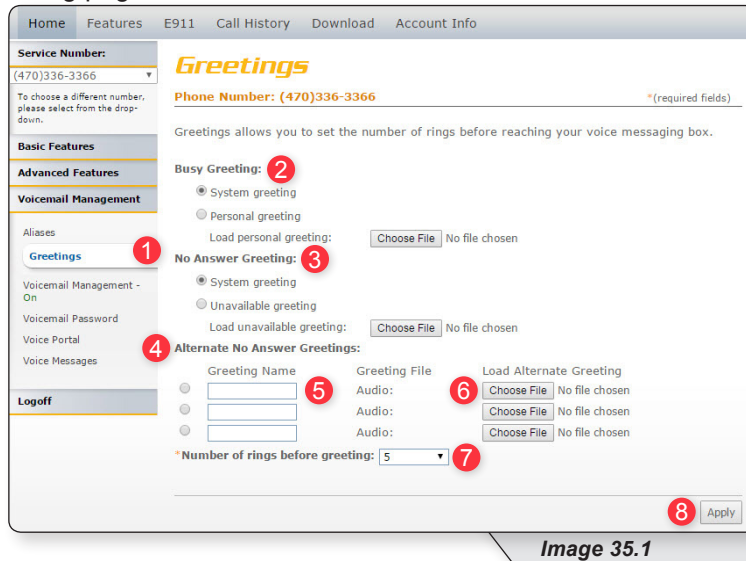 Home Features E911 Call History Download Account Info
Service Number:
(470)336-3366
To choose a different number,
please select from the drop-
down.
Basic Features
Advanced Features
Voicemail Management
Aliases
Greetings 1
Voicemail Management -
On
Voicemail Password
Voice Portal
Voice Messages
Logoff
Greetings
Phone Number: (470)336-3366 *(required fields)
Greetings allows you to set the number of rings before reaching your voice messaging box.
Busy Greeting: 2
System greeting
Personal greeting
Load personal greeting: Choose File No file chosen
No Answer Greeting: 3
System greeting
Unavailable greeting
Load unavailable greeting: Choose File No file chosen
4 Alternate No Answer Greetings:
Greeting Name Greeting File Load Alternate Greeting
5 Audio: 6 Choose File No file chosen
Audio: Choose File No file chosen
Audio: Choose File No file chosen
*Number of rings before greeting: 5 7
8 Apply
Image 35.1